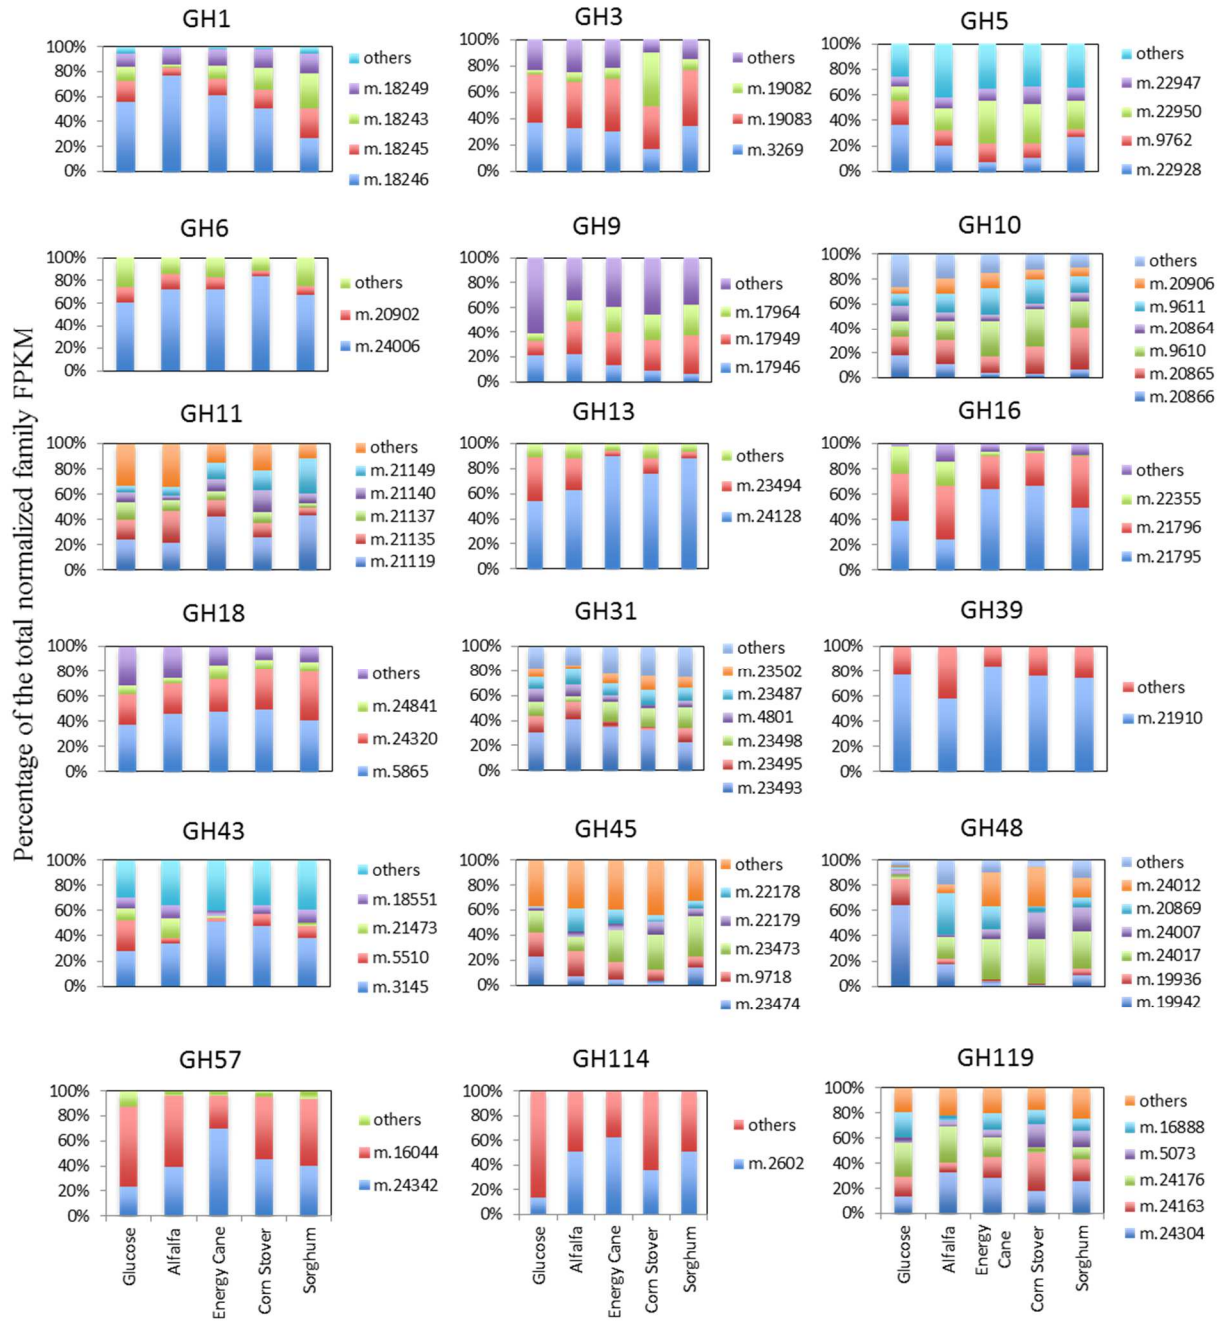 Percentage of the total normalized family FPKM
GH1
100%
80%
60%
40%
20%
0%
others
m.18249
m.18243
m.18245
m.18246
GH3
100%
80%
60%
40%
20%
0%
others
m.19082
m.19083
m.3269
GH5
100%
80%
60%
40%
20%
0%
others
m.22947
m.22950
m.9762
m.22928
GH6
100%
80%
60%
40%
20%
0%
others
m.20902
m.24006
GH9
100%
80%
60%
40%
20%
0%
others
m.17964
m.17949
m.17946
GH10
100%
80%
60%
40%
20%
0%
others
m.20906
m.9611
m.20864
m.9610
m.20865
m.20866
GH11
100%
80%
60%
40%
20%
0%
others
m.21149
m.21140
m.21137
m.21135
m.21119
GH13
100%
80%
60%
40%
20%
0%
others
m.23494
m.24128
GH16
100%
80%
60%
40%
20%
0%
others
m.22355
m.21796
m.21795
GH18
100%
80%
60%
40%
20%
0%
others
m.24841
m.24320
m.5865
GH31
100%
80%
60%
40%
20%
0%
others
m.23502
m.23487
m.4801
m.23498
m.23495
m.23493
GH39
100%
80%
60%
40%
20%
0%
others
m.21910
GH43
100%
80%
60%
40%
20%
0%
others
m.18551
m.21473
m.5510
m.3145
GH45
100%
80%
60%
40%
20%
0%
others
m.22178
m.22179
m.23473
m.9718
m.23474
GH48
100%
80%
60%
40%
20%
0%
others
m.24012
m.20869
m.24007
m.24017
m.19936
m.19942
GH57
100%
80%
60%
40%
20%
0%
others
m.16044
m.24342
Glucose
Alfalfa
Energy Cane
Corn Stover
Sorghum
GH114
100%
80%
60%
40%
20%
0%
others
m.2602
Glucose
Alfalfa
Energy Cane
Corn Stover
Sorghum
GH119
100%
80%
60%
40%
20%
0%
others
m.16888
m.5073
m.24176
m.24163
m.24304
Glucose
Alfalfa
Energy
Cane
Corn Stover
Sorghum